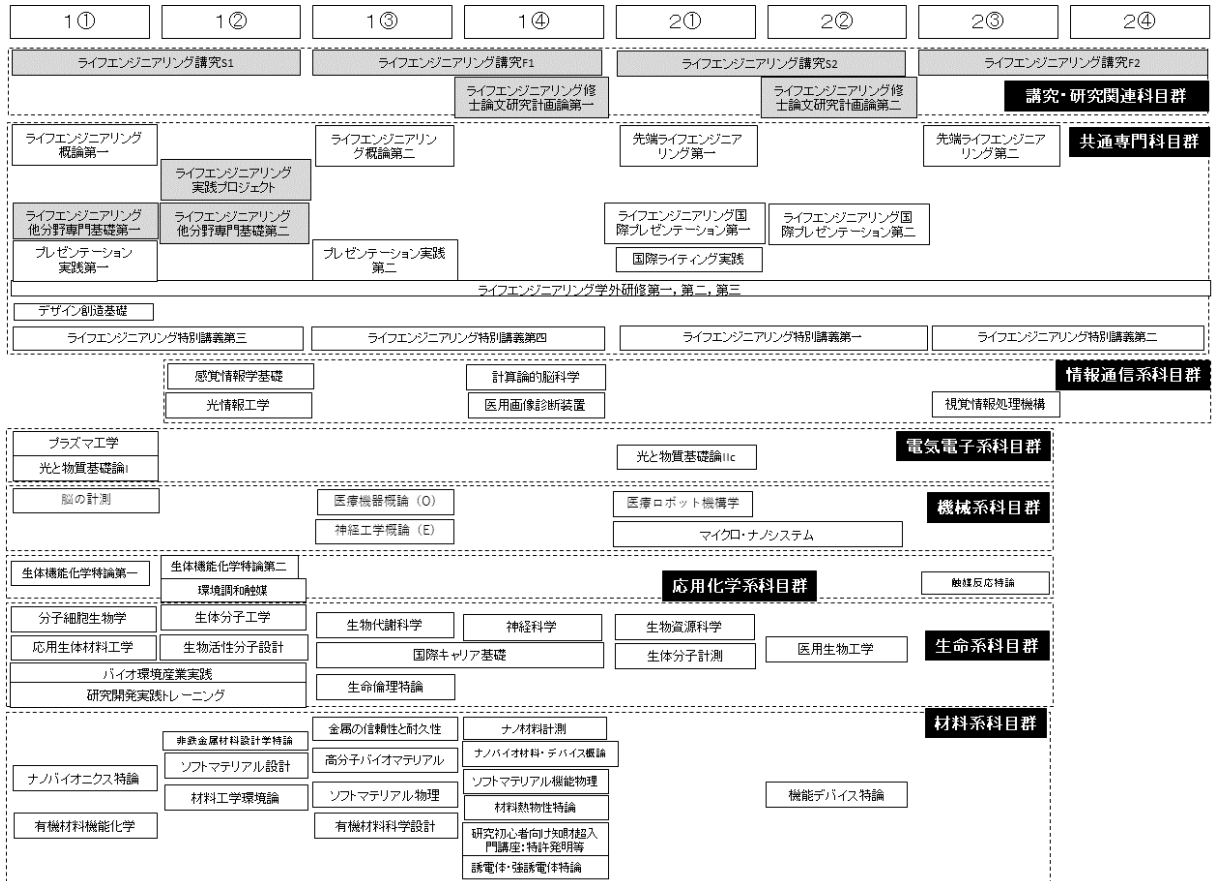 1① 1② 1③ 1④ 2① 2② 2③ 2④
ライフエンジニアリング講究S1 ライフエンジニアリング講究F1 ライフエンジニアリング講究S2 ライフエンジニアリング講究F2
ライフエンジニアリング修
士論文研究計画論第一
ライフエンジニアリング修
士論文研究計画論第二
講究・研究関連科目群
ライフエンジニアリング
概論第一
ライフエンジニアリン
グ概論第二
先端ライフエンジニア
リング第一
先端ライフエンジニア
リング第二
共通専門科目群
ライフエンジニアリング
実践プロジェクト
ライフエンジニアリング
他分野専門基礎第一
ライフエンジニアリング
他分野専門基礎第二
ライフエンジニアリング国
際プレゼンテーション第一
ライフエンジニアリング国
際プレゼンテーション第二
プレゼンテーション
実践第一
プレゼンテーション実践
第二
国際ライティング実践
ライフエンジニアリング学外研修第一，第二，第三
デザイン創造基礎
ライフエンジニアリング特別講義第三 ライフエンジニアリング特別講義第四 ライフエンジニアリング特別講義第一 ライフエンジニアリング特別講義第二
感覚情報学基礎 計算論的脳科学 情報通信系科目群
光情報工学 医用画像診断装置 視覚情報処理機構
プラズマ工学 電気電子系科目群
光と物質基礎論I 光と物質基礎論IIc
脳の計測 医療機器概論（O） 医療ロボット機構学 機械系科目群
神経工学概論（E） マイクロ・ナノシステム
生体機能化学特論第一 生体機能化学特論第二
環境調和触媒 応用化学系科目群 触媒反応特論
分子細胞生物学 生体分子工学 生物代謝科学 神経科学 生物資源科学
応用生体材料工学 生物活性分子設計 国際キャリア基礎 生体分子計測 医用生物工学 生命系科目群
バイオ環境産業実践
研究開発実践トレーニング 生命倫理特論
金属の信頼性と耐久性 ナノ材料計測 材料系科目群
非鉄金属材料設計学特論
ソフトマテリアル設計 高分子バイオマテリアル ナノバイオ材料・デバイス概論
ナノバイオニクス特論 ソフトマテリアル機能物理
材料工学環境論 ソフトマテリアル物理 材料熱物性特論 機能デバイス特論
有機材料機能化学 有機材料科学設計 研究初心者向け知財超入
門講座：特許発明等
誘電体・強誘電体特論